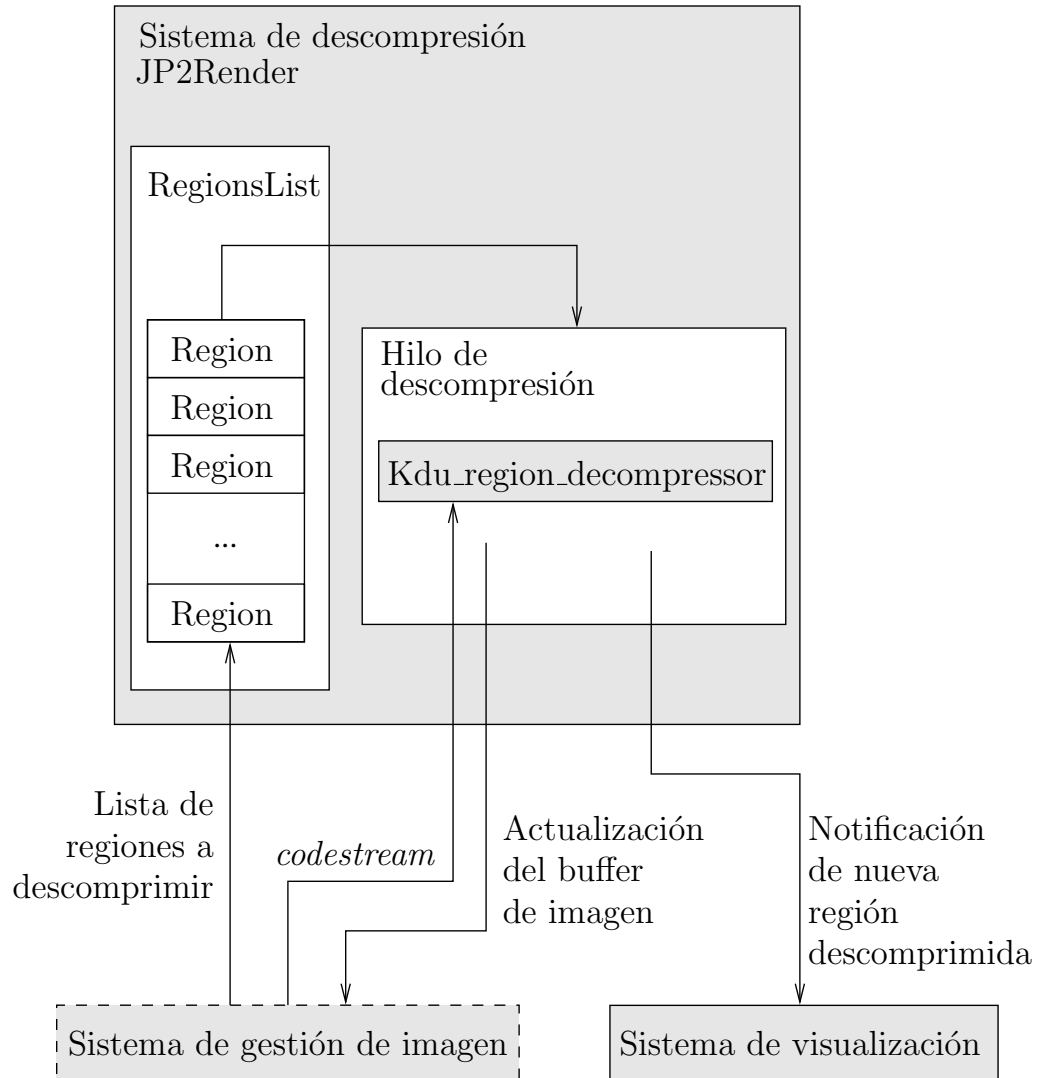 Sistema de descompresión
JP2Render
RegionsList
Region
Region
Region
...
Region
Hilo de
descompresión
Kdu_region_decompressor
Lista de
regiones a
descomprimir
codestream
Actualización
del buffer
de imagen
Notificación
de nueva
región
descomprimida
Sistema de gestión de imagen
Sistema de visualización